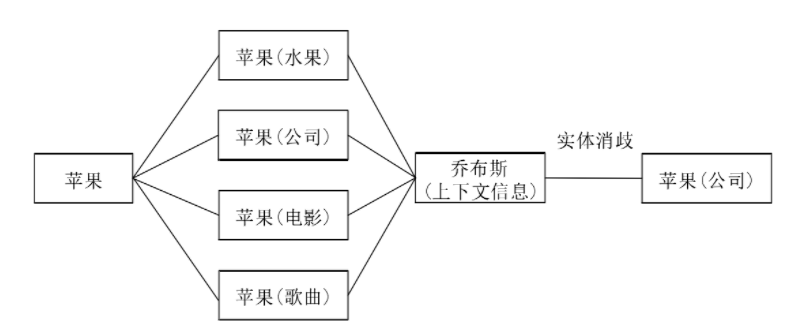 苹果
苹果(水果)
苹果(公司)
苹果(电影)
苹果(歌曲)
乔布斯
(上下文信息)
实体消歧
苹果(公司)